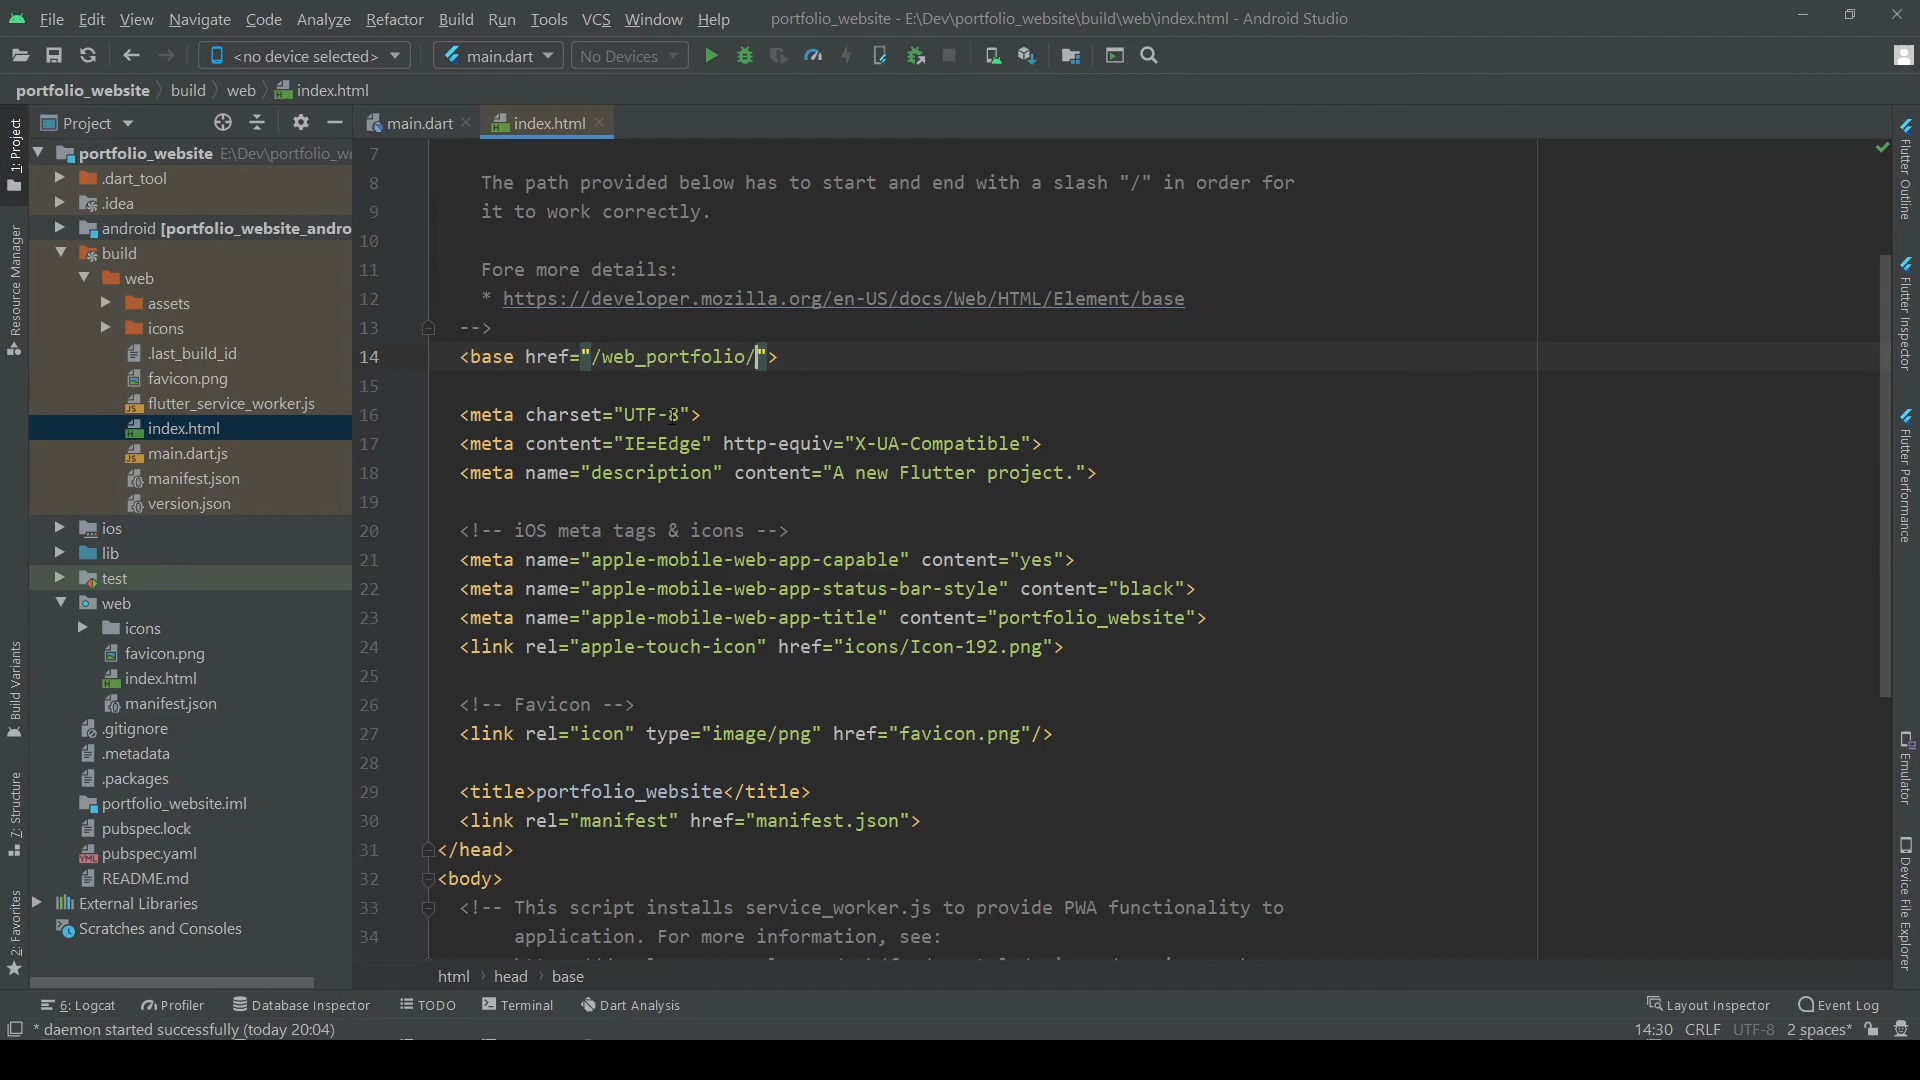 File Edit View Navigate Code Analyze Refactor Build Run Tools VCS Window Help portfolio_website - E:\Dev\portfolio_website\build\web\index.html - Android Studio
<no device selected> main.dart No Devices
portfolio_website build web index.html
Project
main.dart index.html
1: Project
Resource Manager
Build Variants
7: Structure
2: Favorites
portfolio_website E:\Dev\portfolio_we
.dart_tool
.idea
android [portfolio_website_andro
build
web
assets
icons
.last_build_id
favicon.png
flutter_service_worker.js
index.html
main.dart.js
manifest.json
version.json
ios
lib
test
web
icons
favicon.png
index.html
manifest.json
.gitignore
.metadata
.packages
portfolio_website.iml
pubspec.lock
pubspec.yaml
README.md
External Libraries
Scratches and Consoles
7
8 The path provided below has to start and end with a slash "/" in order for
9 it to work correctly.
10
11 Fore more details:
12 * https://developer.mozilla.org/en-US/docs/Web/HTML/Element/base
13 -->
14 <base href="/web_portfolio/">
15
16 <meta charset="UTF-8">
17 <meta content="IE=Edge" http-equiv="X-UA-Compatible">
18 <meta name="description" content="A new Flutter project.">
19
20 <!-- iOS meta tags & icons -->
21 <meta name="apple-mobile-web-app-capable" content="yes">
22 <meta name="apple-mobile-web-app-status-bar-style" content="black">
23 <meta name="apple-mobile-web-app-title" content="portfolio_website">
24 <link rel="apple-touch-icon" href="icons/Icon-192.png">
25
26 <!-- Favicon -->
27 <link rel="icon" type="image/png" href="favicon.png"/>
28
29 <title>portfolio_website</title>
30 <link rel="manifest" href="manifest.json">
31 </head>
32 <body>
33 <!-- This script installs service_worker.js to provide PWA functionality to
34 application. For more information, see:
html head base
Flutter Outline
Flutter Inspector
Flutter Performance
Emulator
Device File Explorer
6: Logcat Profiler Database Inspector TODO Terminal Dart Analysis Layout Inspector Event Log
* daemon started successfully (today 20:04) 14:30 CRLF UTF-8 2 spaces*